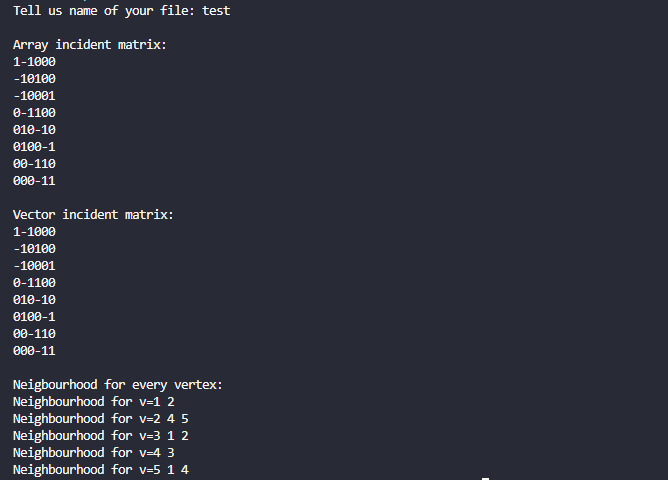 Tell us name of your file: test
Array incident matrix:
1-1000
-10100
-10001
0-1100
010-10
0100-1
00-110
000-11
Vector incident matrix:
1-1000
-10100
-10001
0-1100
010-10
0100-1
00-110
000-11
Neigbourhood for every vertex:
Neighbourhood for v=1 2
Neighbourhood for v=2 4 5
Neighbourhood for v=3 1 2
Neighbourhood for v=4 3
Neighbourhood for v=5 1 4